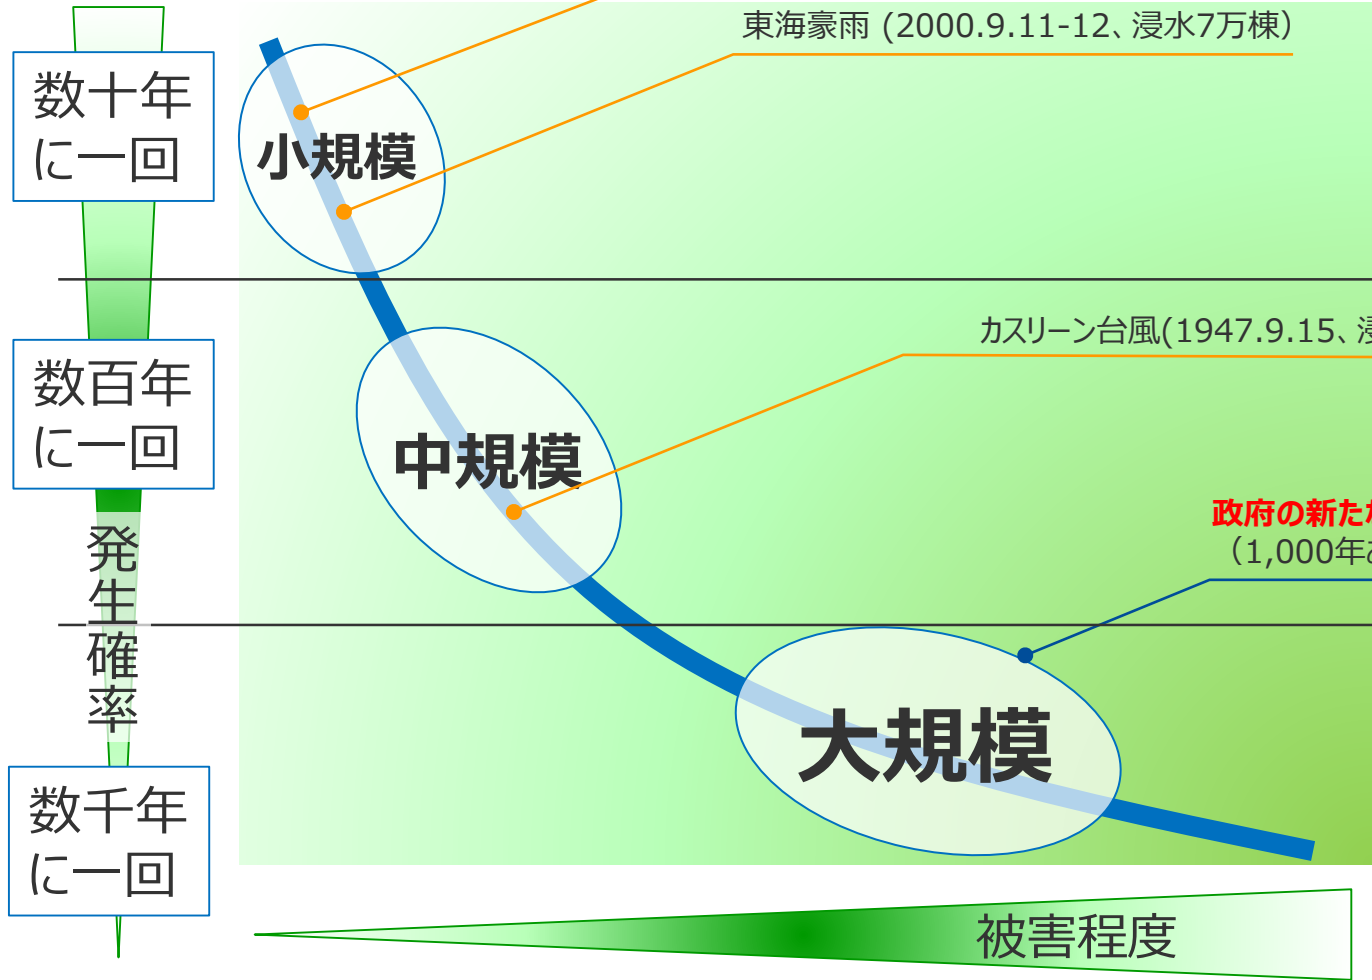 東海豪雨 (2000.9.11-12、浸水7万棟)
数十年
に一回
小規模
カスリーン台風(1947.9.15、浸
数百年
に一回
中規模
政府の新た
(1,000年
発生確率
大規模
数千年
に一回
被害程度